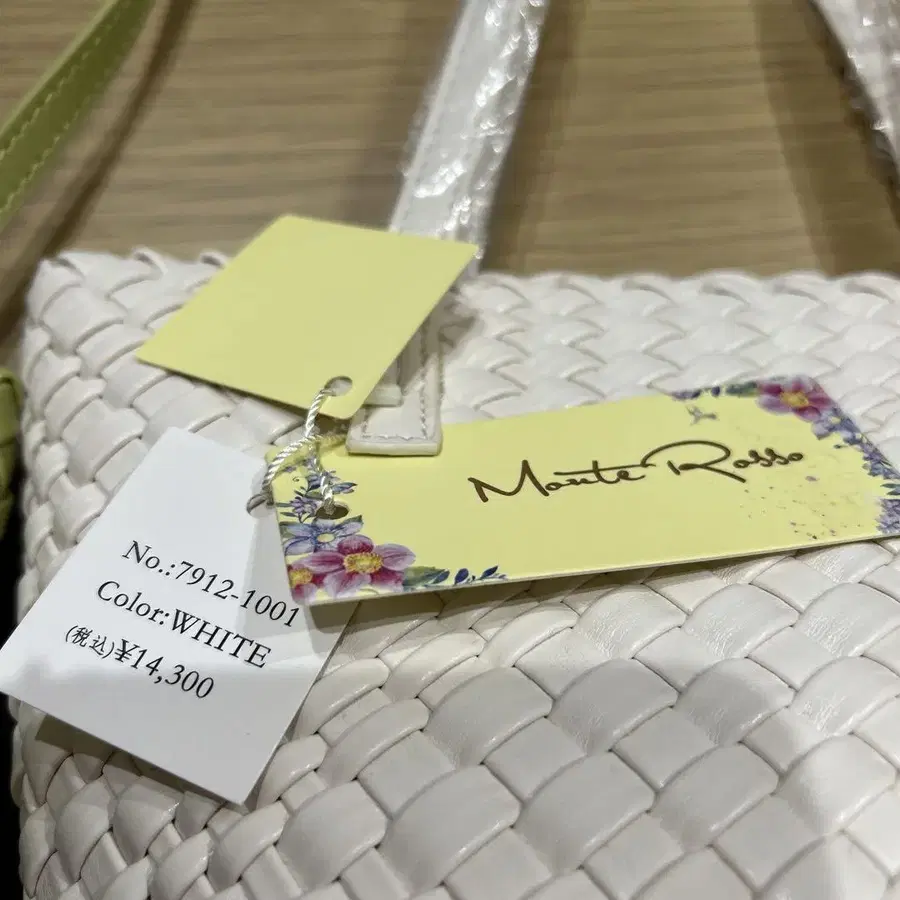 Monte Rosso
No.:7912-1001
Color:WHITE
(税込)¥14,300